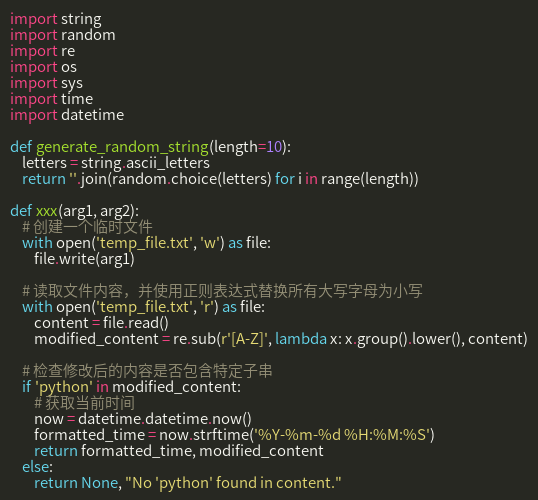 import string
import random
import re
import os
import sys
import time
import datetime

def generate_random_string(length=10):
    letters = string.ascii_letters
    return ''.join(random.choice(letters) for i in range(length))

def xxx(arg1, arg2):
    # 创建一个临时文件
    with open('temp_file.txt', 'w') as file:
        file.write(arg1)

    # 读取文件内容，并使用正则表达式替换所有大写字母为小写
    with open('temp_file.txt', 'r') as file:
        content = file.read()
        modified_content = re.sub(r'[A-Z]', lambda x: x.group().lower(), content)

    # 检查修改后的内容是否包含特定子串
    if 'python' in modified_content:
        # 获取当前时间
        now = datetime.datetime.now()
        formatted_time = now.strftime('%Y-%m-%d %H:%M:%S')
        return formatted_time, modified_content
    else:
        return None, "No 'python' found in content."